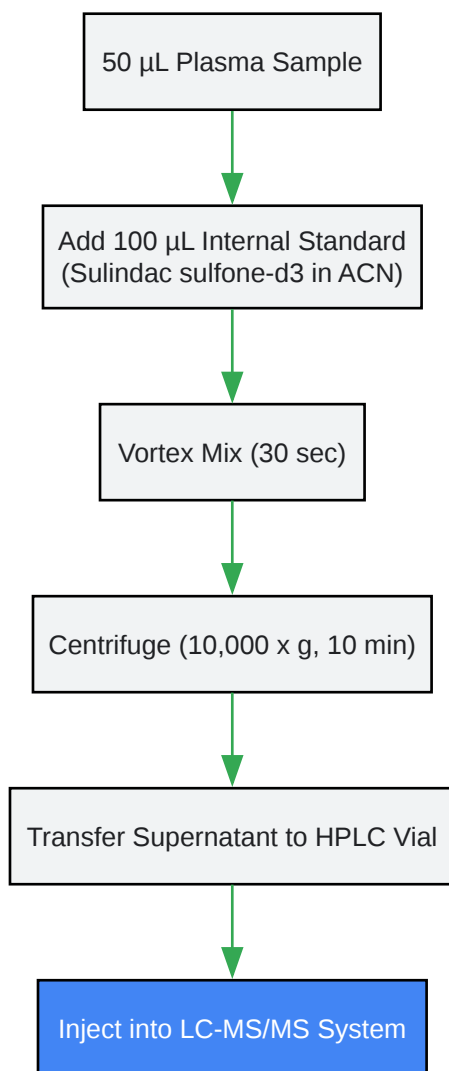 50 µL Plasma Sample
Add 100 µL Internal Standard
(Sulindac sulfone-d3 in ACN)
Vortex Mix (30 sec)
Centrifuge (10,000 x g, 10 min)
Transfer Supernatant to HPLC Vial
Inject into LC-MS/MS System